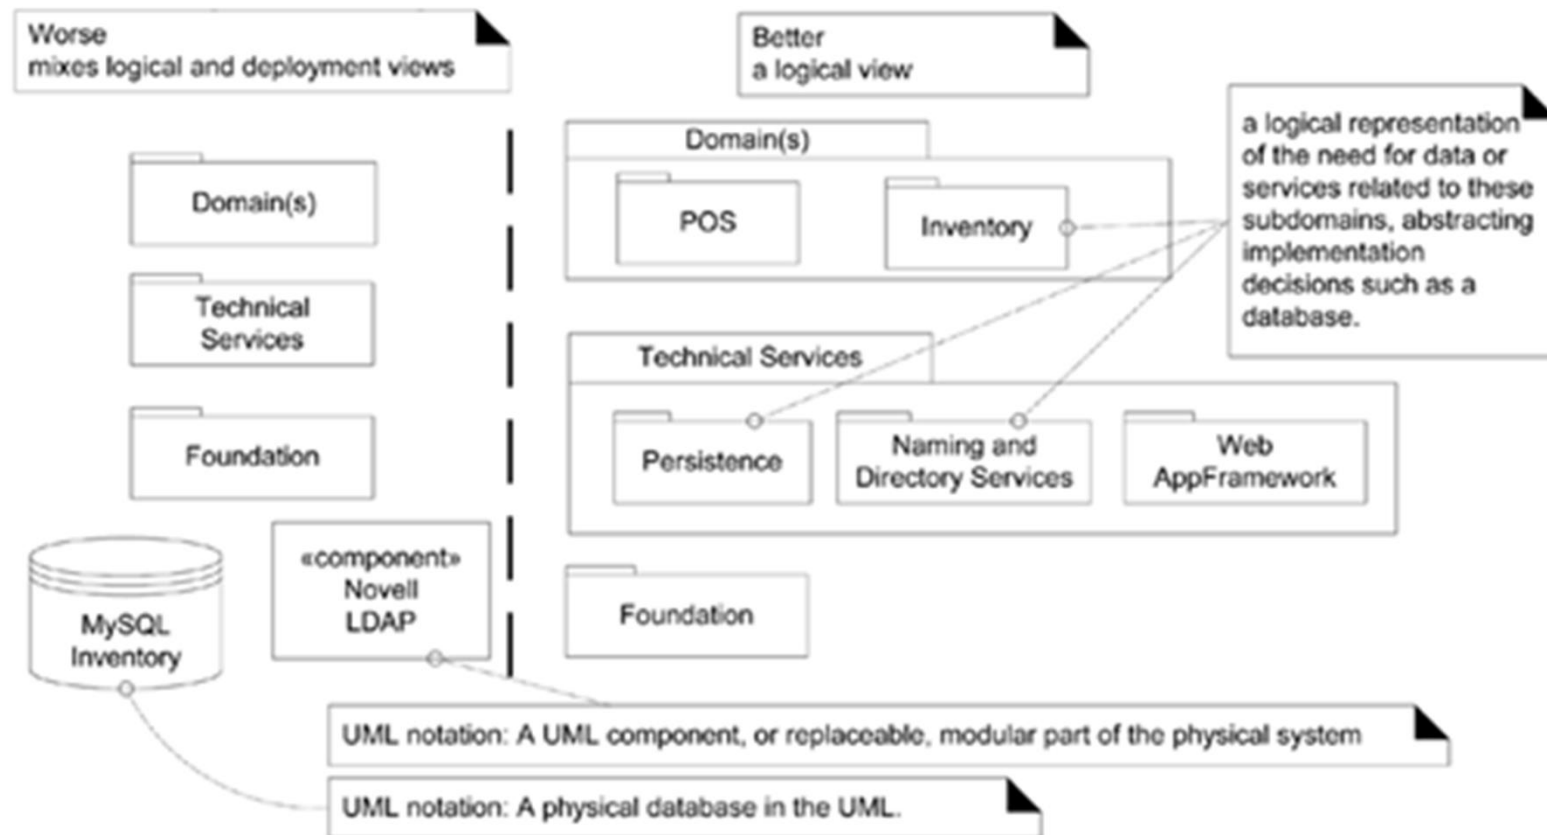 Worse
mixes logical and deployment views
Better
a logical view
a logical representation
of the need for data or
services related to these
subdomains, abstracting
implementation
decisions such as a
database.
Domain(s)
Technical
Services
Foundation
MySQL
Inventory
«component»
Novell
LDAP
Domain(s)
POS
Inventory
Technical Services
Persistence
Naming and
Directory Services
Web
AppFramework
Foundation
UML notation: A UML component, or replaceable, modular part of the physical system
UML notation: A physical database in the UML.